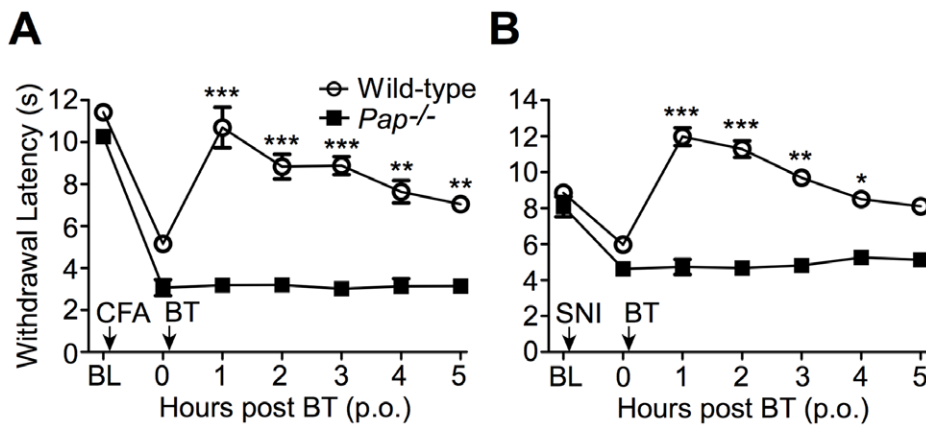 A
B
Withdrawal Latency (s)
12
10
8
6
4
2
0
***
***
***
**
**
Wild-type
Pap-/-
CFA
BT
BL 0 1 2 3 4 5
Hours post BT (p.o.)
14
12
10
8
6
4
2
0
***
***
**
*
SNI
BT
BL 0 1 2 3 4 5
Hours post BT (p.o.)